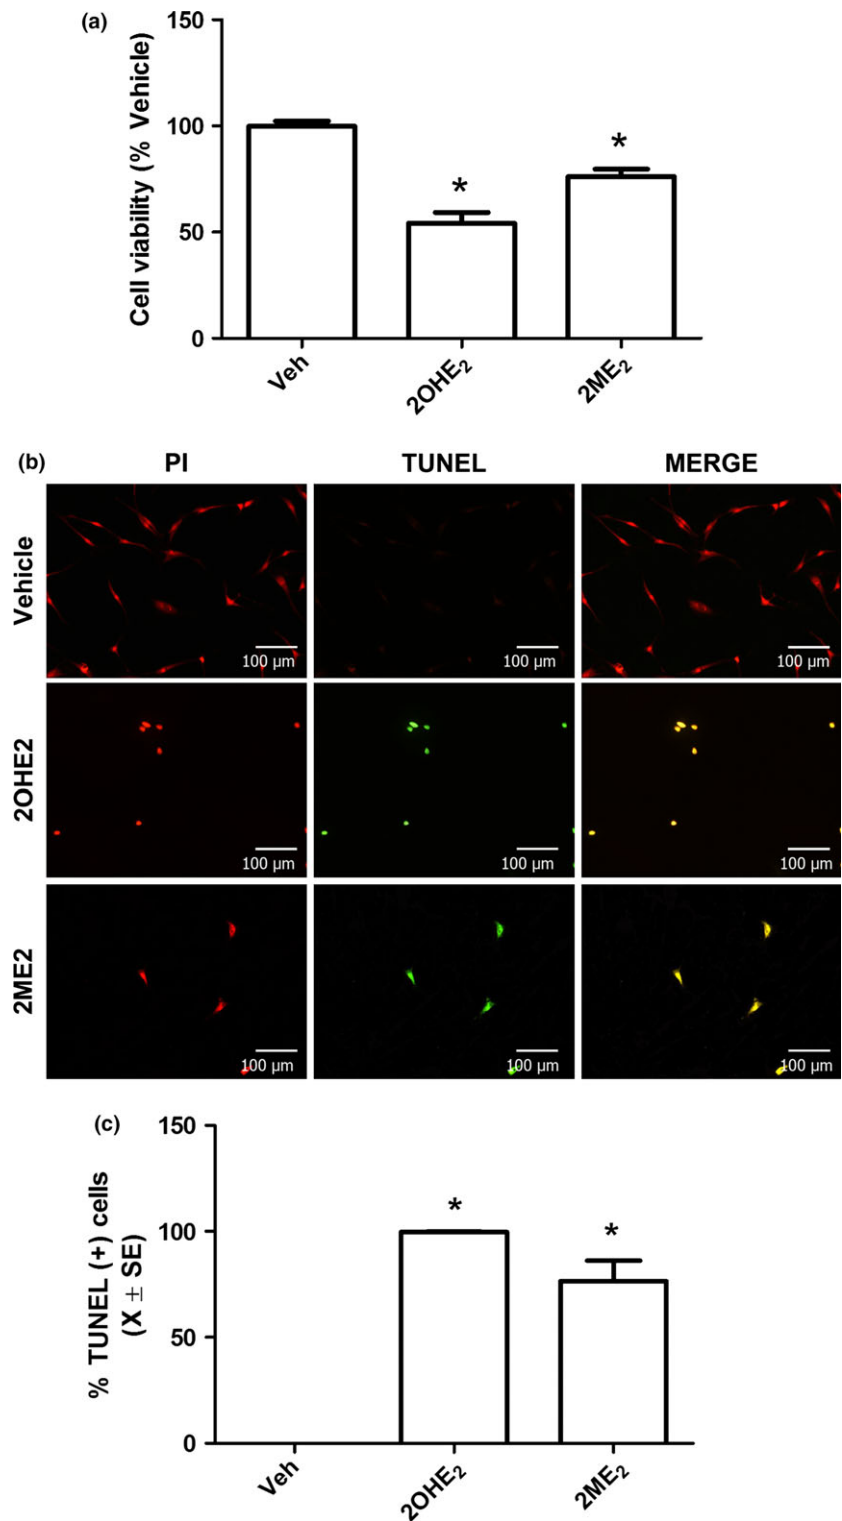 (a)
Cell viability (% Vehicle)
150
100
50
0
*
*
Veh
2OHE₂
2ME₂
(b)
PI
TUNEL
MERGE
Vehicle
100 µm
100 µm
100 µm
2OHE2
100 µm
100 µm
100 µm
2ME2
100 µm
100 µm
100 µm
(c)
% TUNEL (+) cells
(X ± SE)
150
100
50
0
*
*
Veh
2OHE₂
2ME₂